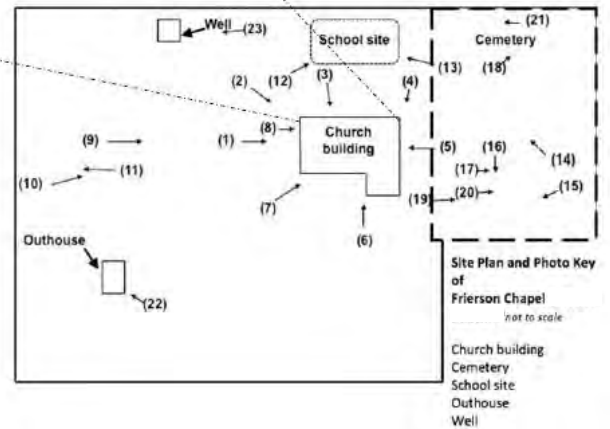 (21)
Well
(23)
School site
Cemetery
(2)
(12)
(3)
(4)
(13)
(18)
(8)
Church
building
(9)
(1)
(5)
(16)
(14)
(10)
(11)
(17)
(7)
(19)
(20)
(15)
(6)
Outhouse
(22)
Site Plan and Photo Key
of
Frierson Chapel
not to scale
Church building
Cemetery
School site
Outhouse
Well